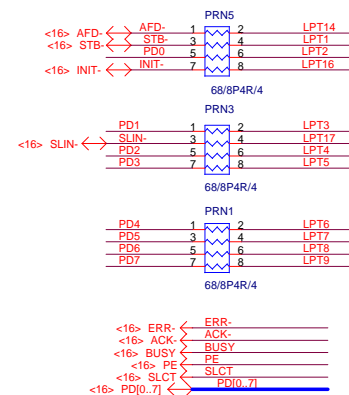 PRN5
<16> AFD- AFD- 1 2 LPT14
<16> STB- STB- 3 4 LPT1
PD0 5 6 LPT2
<16> INIT- INIT- 7 8 LPT16
68/8P4R/4
PRN3
PD1 1 2 LPT3
<16> SLIN- SLIN- 3 4 LPT17
PD2 5 6 LPT4
PD3 7 8 LPT5
68/8P4R/4
PRN1
PD4 1 2 LPT6
PD5 3 4 LPT7
PD6 5 6 LPT8
PD7 7 8 LPT9
68/8P4R/4
<16> ERR- ERR-
<16> ACK- ACK-
<16> BUSY BUSY
<16> PE PE
<16> SLCT SLCT
<16> PD[0..7] PD[0..7]